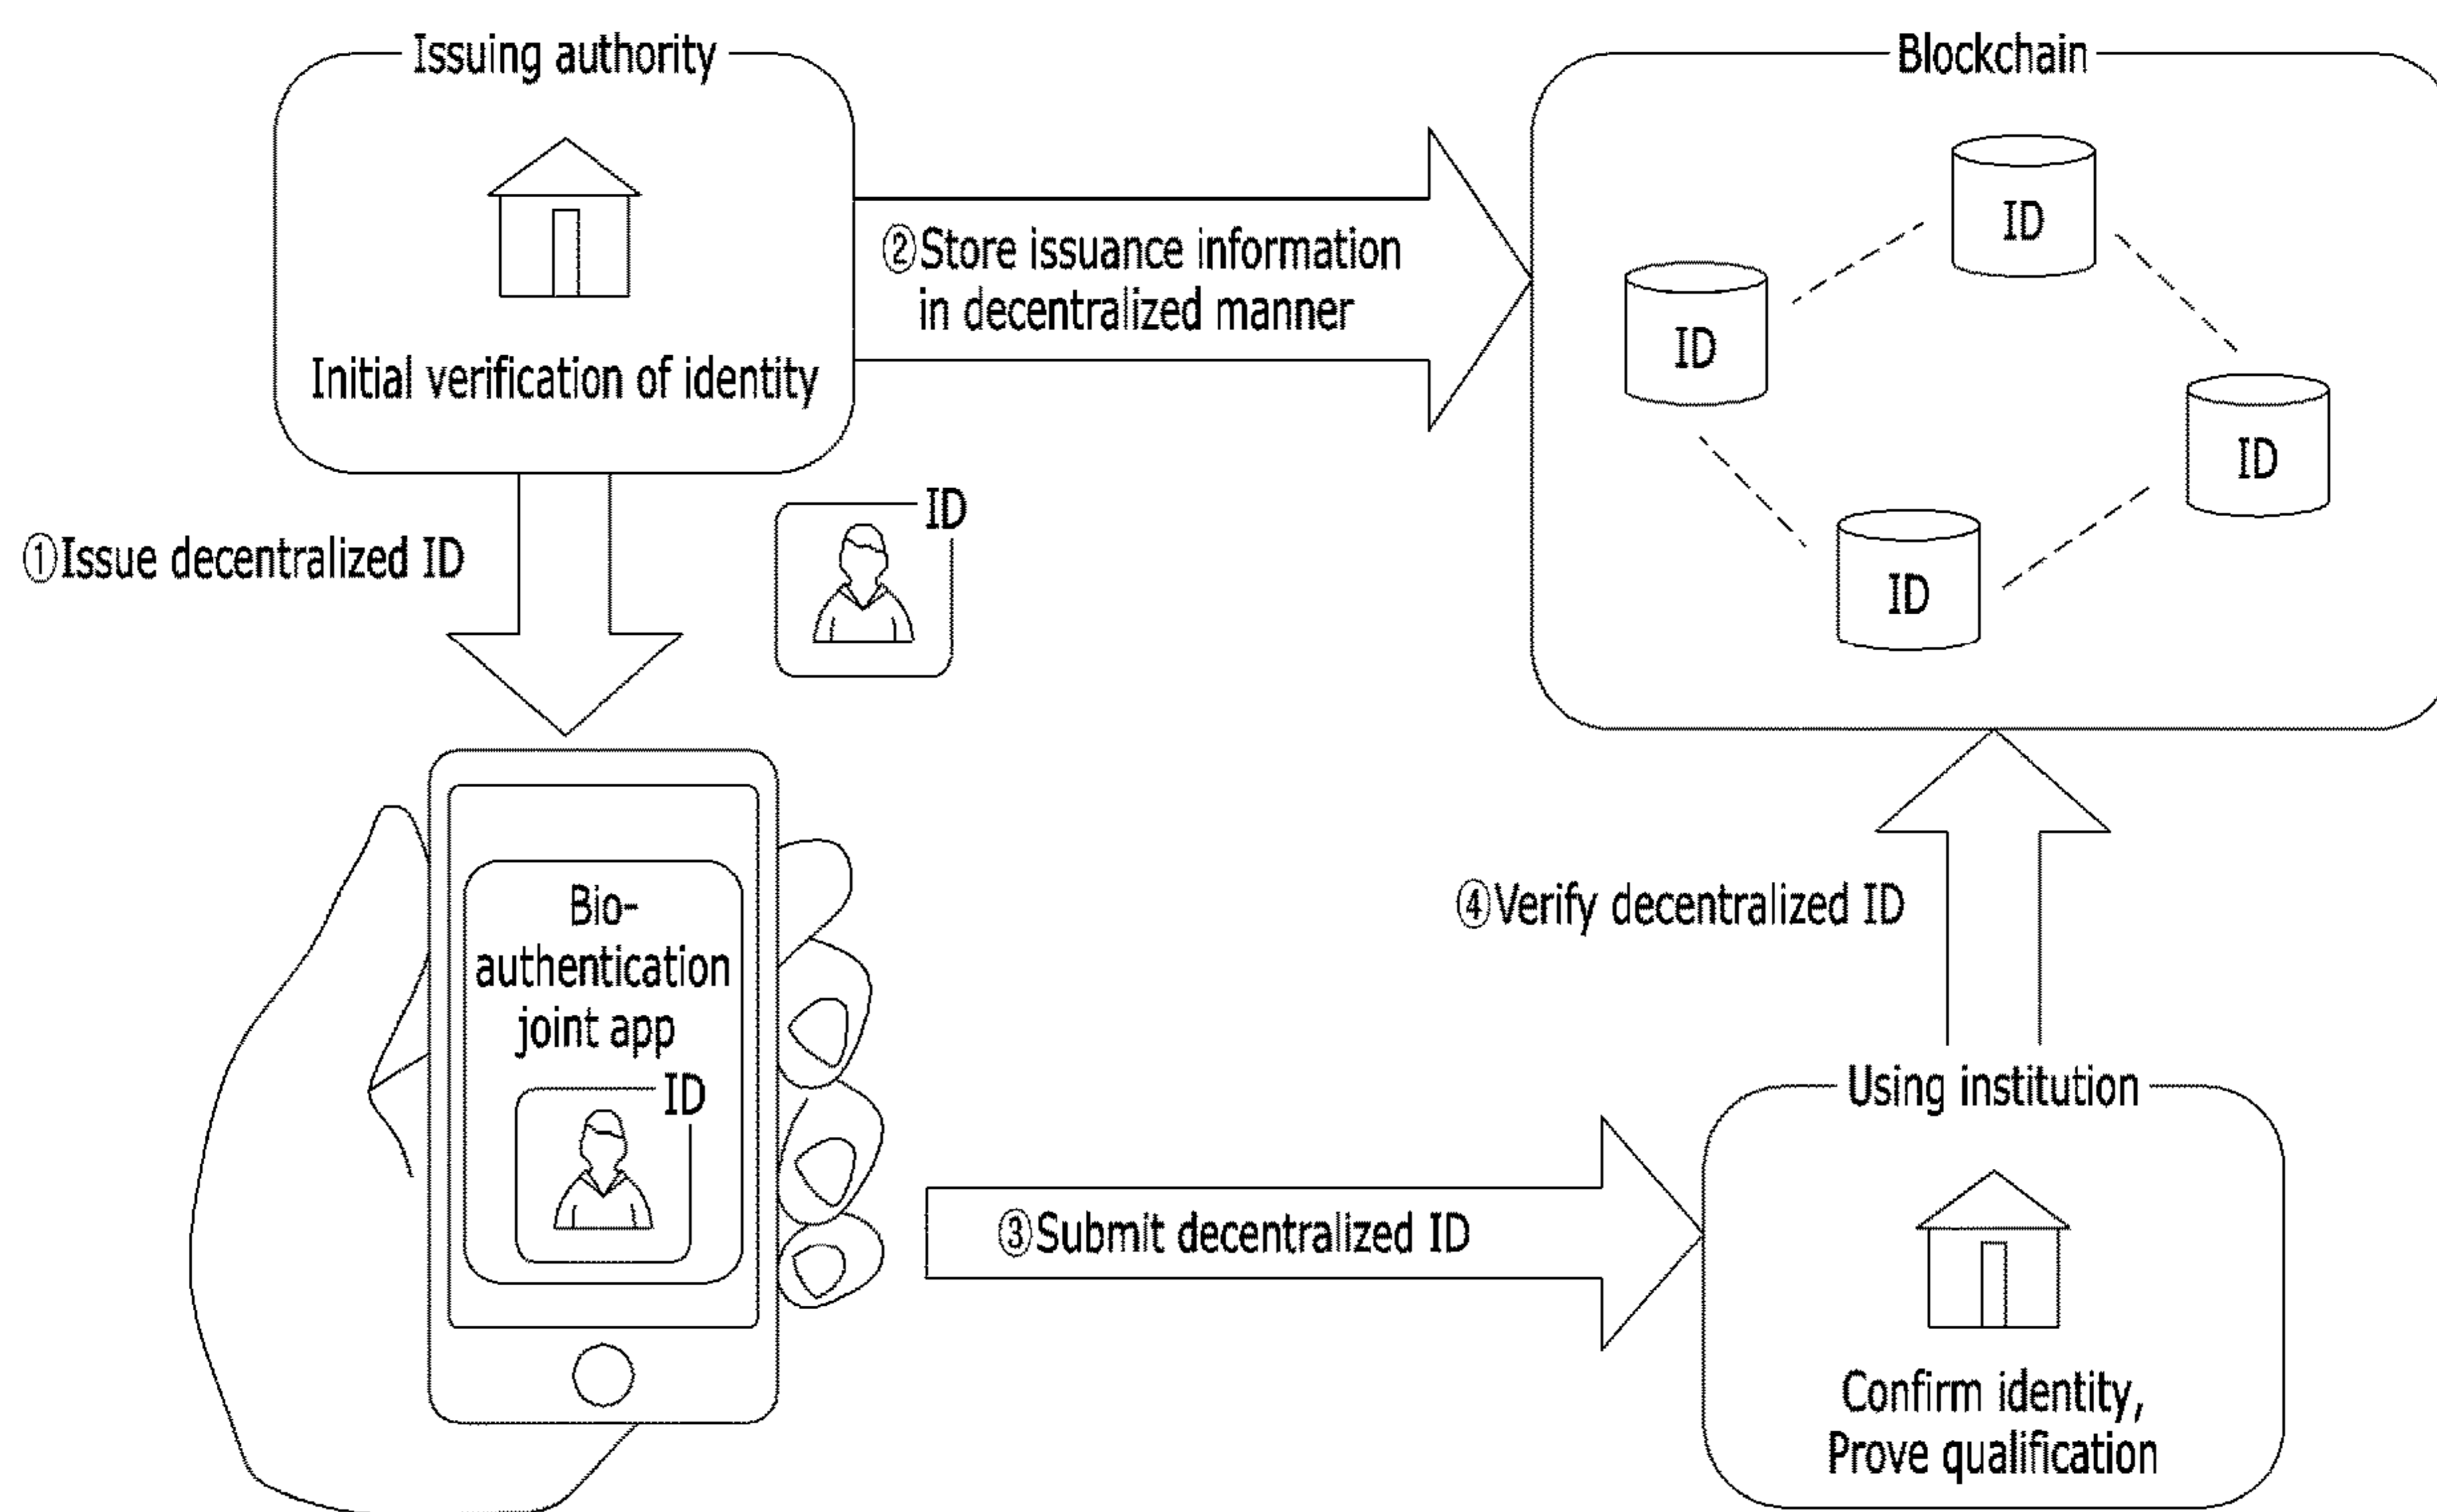 Issuing authority
Initial verification of identity
②Store issuance information
in decentralized manner
Blockchain
ID
ID
ID
ID
①Issue decentralized ID
ID
Bio-
authentication
joint app
ID
③Submit decentralized ID
④Verify decentralized ID
Using institution
Confirm identity,
Prove qualification